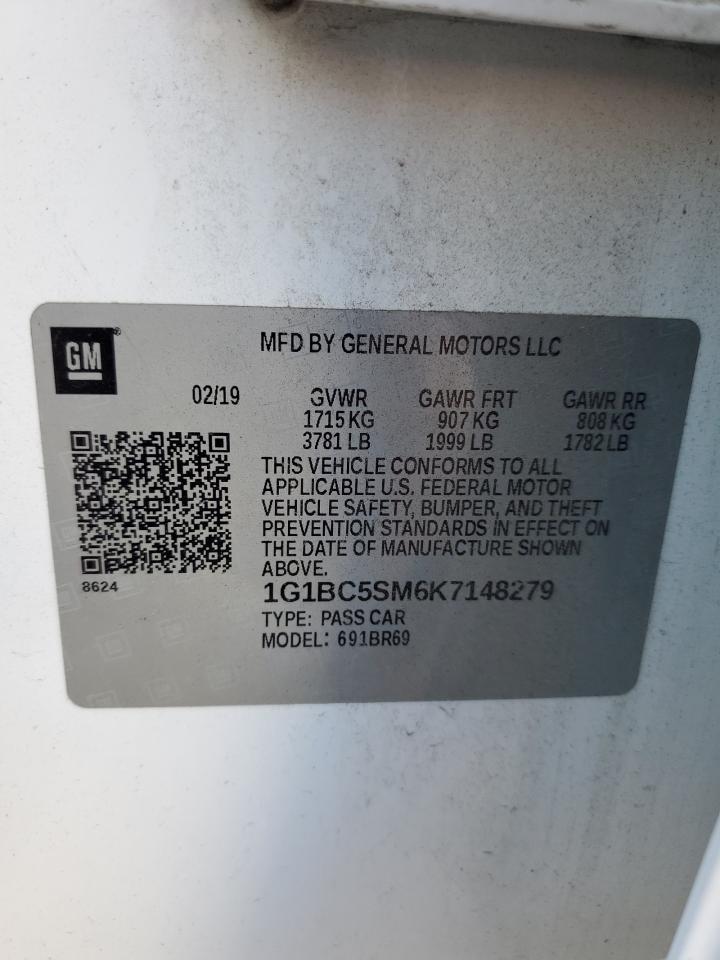 GM®
MFD BY GENERAL MOTORS LLC
02/19
GVWR GAWR FRT GAWR RR
1715 KG 907 KG 808 KG
3781 LB 1999 LB 1782 LB
THIS VEHICLE CONFORMS TO ALL
APPLICABLE U.S. FEDERAL MOTOR
VEHICLE SAFETY, BUMPER, AND THEFT
PREVENTION STANDARDS IN EFFECT ON
THE DATE OF MANUFACTURE SHOWN
ABOVE.
8624
1G1BC5SM6K7148279
TYPE: PASS CAR
MODEL: 691BR69